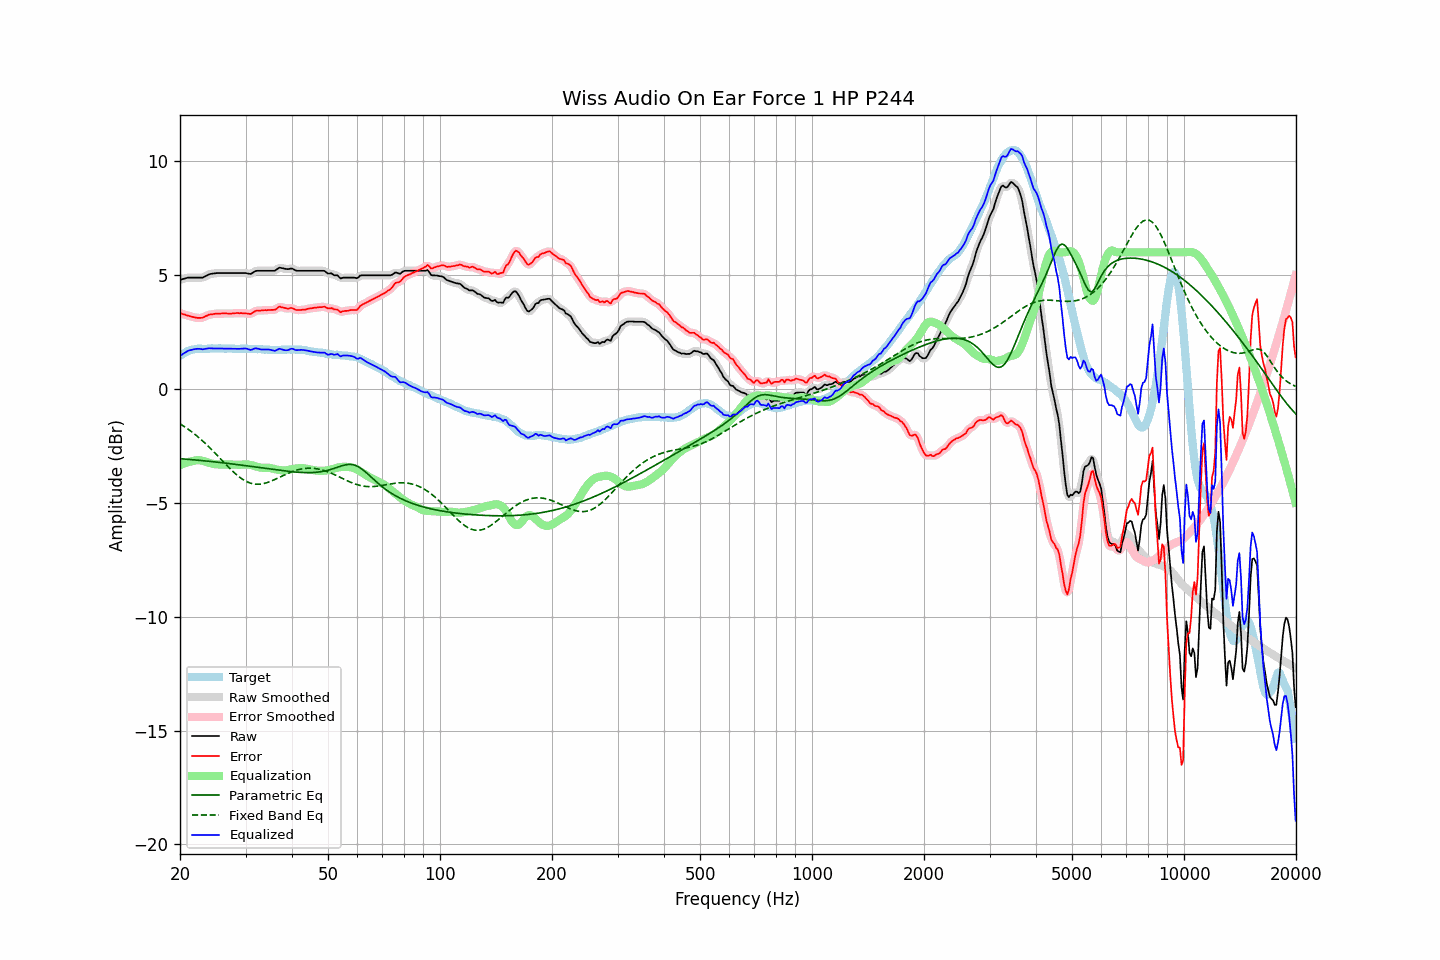 Wiss Audio On Ear Force 1 HP P244
Amplitude (dBr)
10
5
0
−5
−10
−15
−20
Target
Raw Smoothed
Error Smoothed
Raw
Error
Equalization
Parametric Eq
Fixed Band Eq
Equalized
20 50 100 200 500 1000 2000 5000 10000 20000
Frequency (Hz)